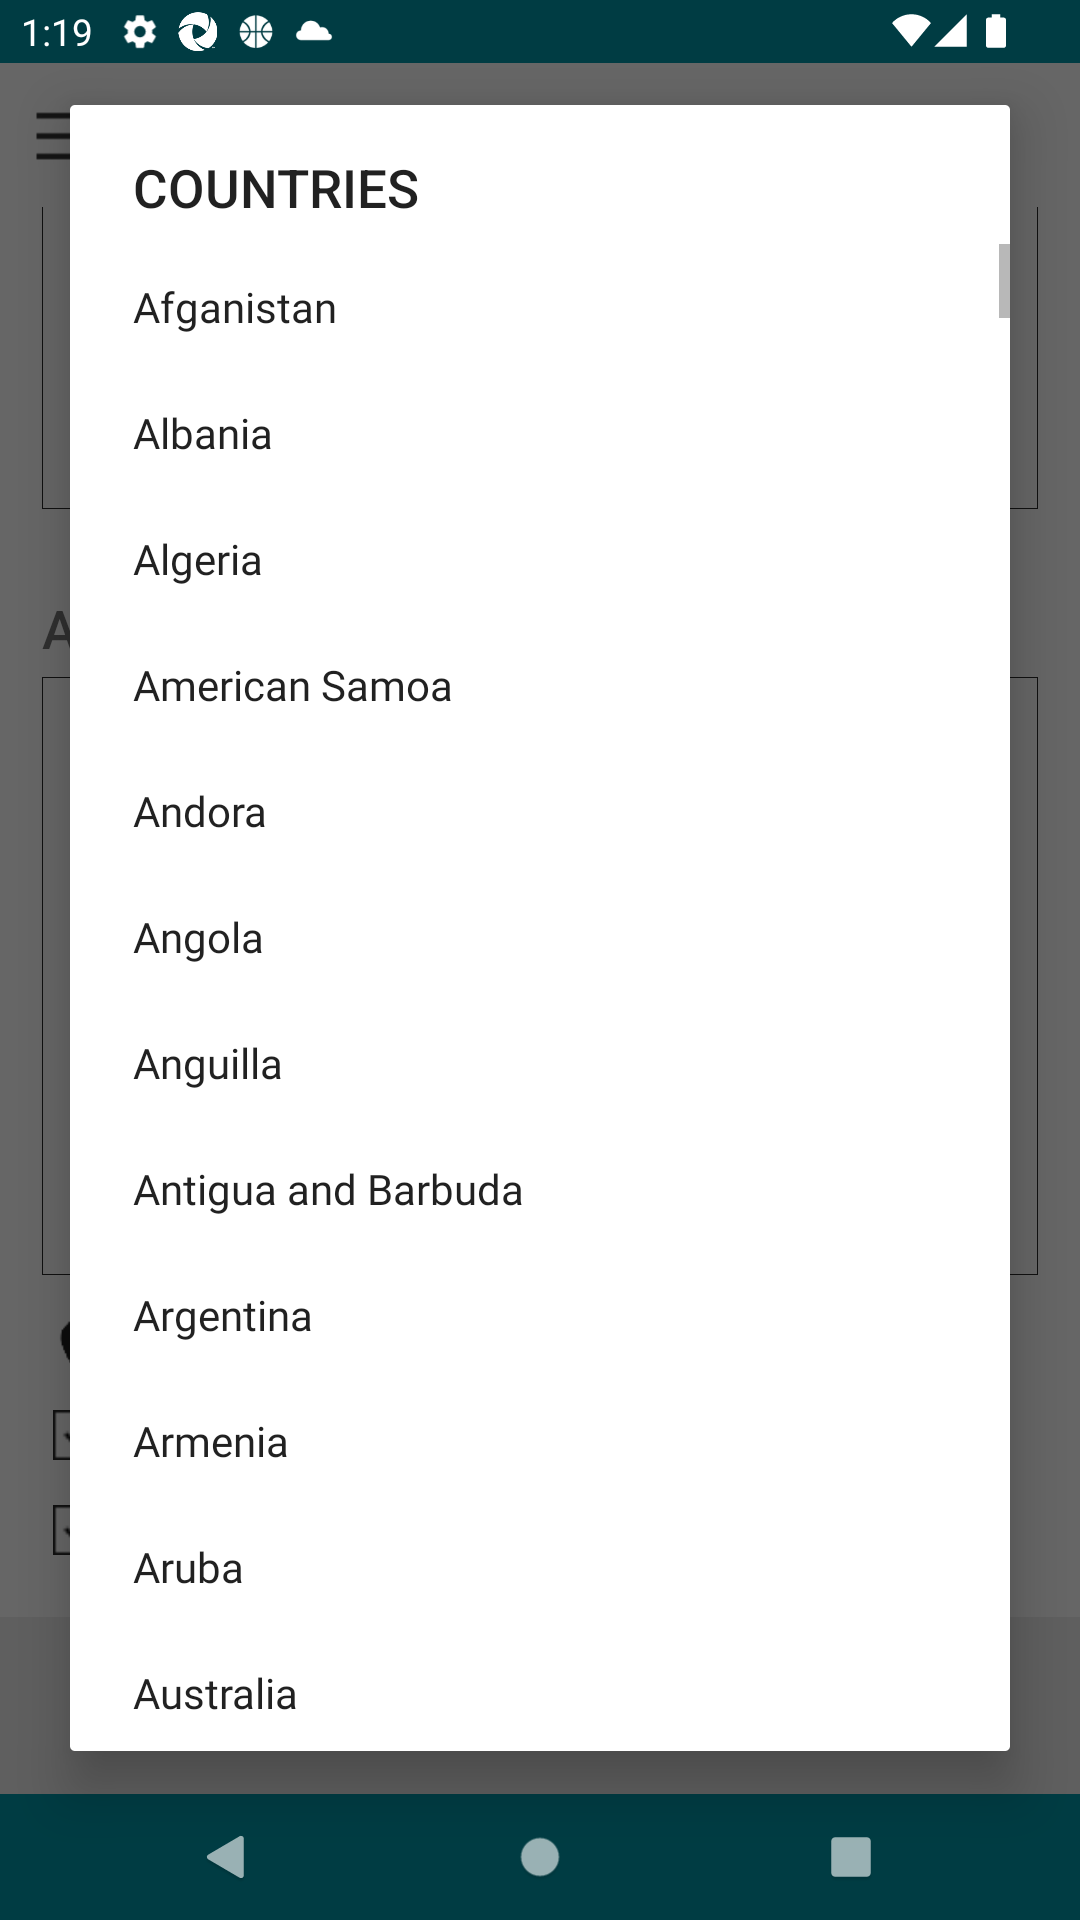 1:19
COUNTRIES
Afganistan
Albania
Algeria
American Samoa
Andora
Angola
Anguilla
Antigua and Barbuda
Argentina
Armenia
Aruba
Australia